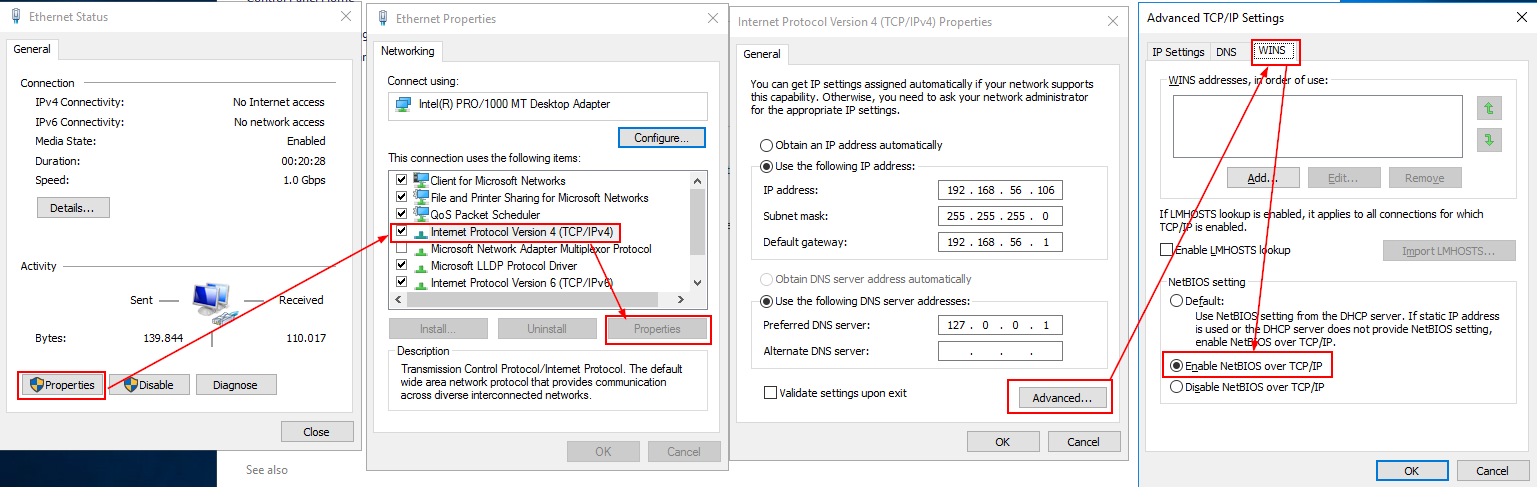 Control Panel Home
Ethernet Status
General
Connection
IPv4 Connectivity: No Internet access
IPv6 Connectivity: No network access
Media State: Enabled
Duration: 00:20:28
Speed: 1.0 Gbps
Details...
Activity
Sent Received
Bytes: 139.844 110.017
Properties Disable Diagnose
Close
See also
Ethernet Properties
Networking
Connect using:
Intel(R) PRO/1000 MT Desktop Adapter
Configure...
This connection uses the following items:
Client for Microsoft Networks
File and Printer Sharing for Microsoft Networks
QoS Packet Scheduler
Internet Protocol Version 4 (TCP/IPv4)
Microsoft Network Adapter Multiplexor Protocol
Microsoft LLDP Protocol Driver
Internet Protocol Version 6 (TCP/IPv6)
Install... Uninstall Properties
Description
Transmission Control Protocol/Internet Protocol. The default
wide area network protocol that provides communication
across diverse interconnected networks.
OK Cancel
Internet Protocol Version 4 (TCP/IPv4) Properties
General
You can get IP settings assigned automatically if your network supports
this capability. Otherwise, you need to ask your network administrator
for the appropriate IP settings.
Obtain an IP address automatically
Use the following IP address:
IP address: 192 . 168 . 56 . 106
Subnet mask: 255 . 255 . 255 . 0
Default gateway: 192 . 168 . 56 . 1
Obtain DNS server address automatically
Use the following DNS server addresses:
Preferred DNS server: 127 . 0 . 0 . 1
Alternate DNS server: . . .
Validate settings upon exit
Advanced...
OK Cancel
Advanced TCP/IP Settings
IP Settings DNS WINS
WINS addresses, in order of use:
Add... Edit... Remove
If LMHOSTS lookup is enabled, it applies to all connections for which
TCP/IP is enabled.
Enable LMHOSTS lookup Import LMHOSTS...
NetBIOS setting
Default:
Use NetBIOS setting from the DHCP server. If static IP address
is used or the DHCP server does not provide NetBIOS setting,
enable NetBIOS over TCP/IP.
Enable NetBIOS over TCP/IP
Disable NetBIOS over TCP/IP
OK Cancel